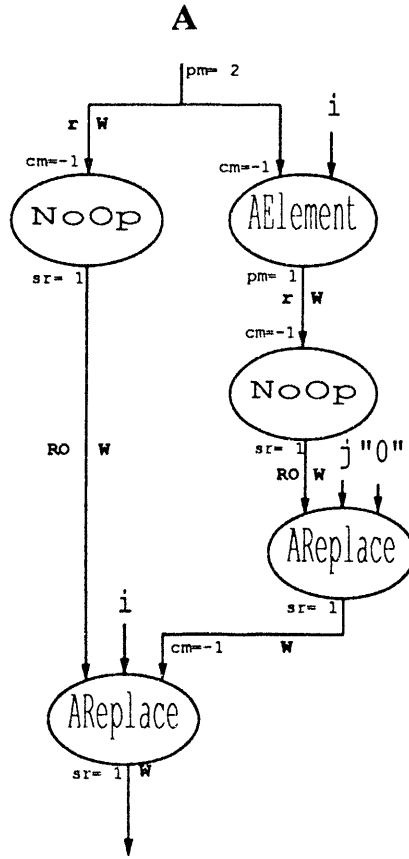 A
pm= 2
i
r W
cm=-1
cm=-1
NoOp
AElement
sr= 1
pm= 1
r W
cm=-1
NoOp
sr= 1
RO W
RO W
j "0"
AReplace
sr= 1
i
cm=-1 W
AReplace
sr= 1 W